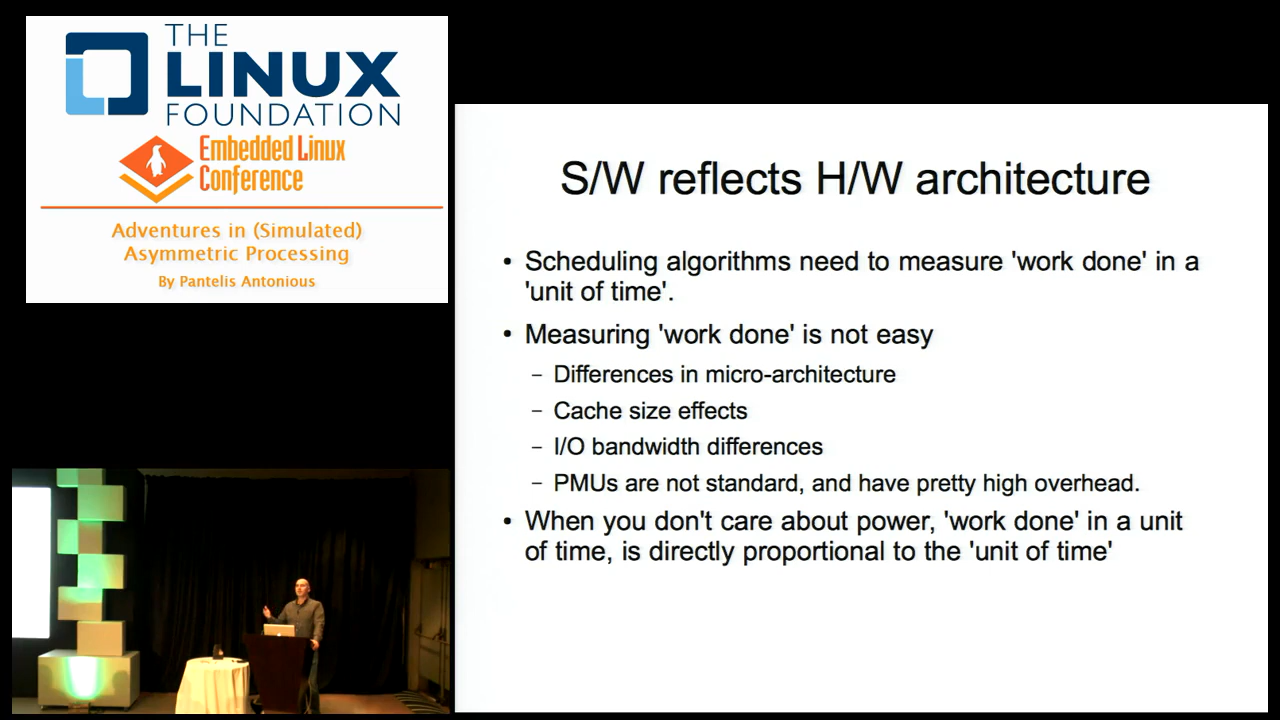 THE
LINUX
FOUNDATION
Embedded Linux
Conference
Adventures in (Simulated)
Asymmetric Processing
By Pantelis Antonious
S/W reflects H/W architecture
• Scheduling algorithms need to measure 'work done' in a
'unit of time'.
• Measuring 'work done' is not easy
– Differences in micro-architecture
– Cache size effects
– I/O bandwidth differences
– PMUs are not standard, and have pretty high overhead.
• When you don't care about power, 'work done' in a unit
of time, is directly proportional to the 'unit of time'